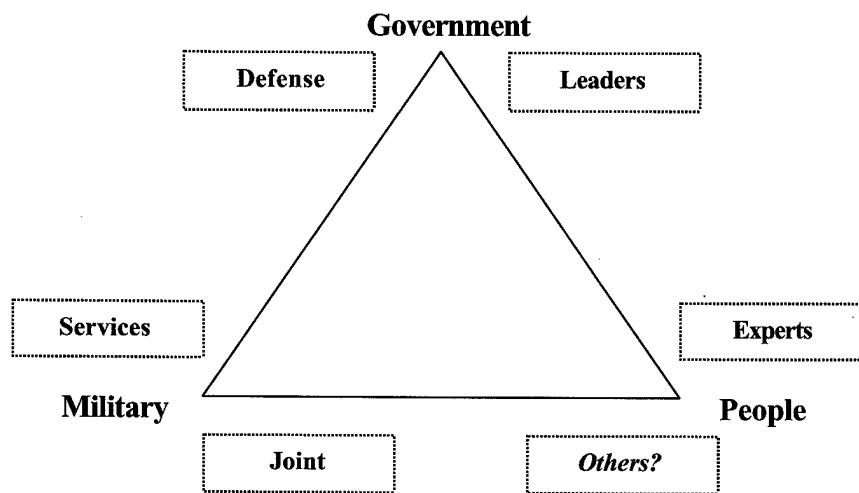 Government
Defense
Leaders
Services
Experts
Military
People
Joint
Others?